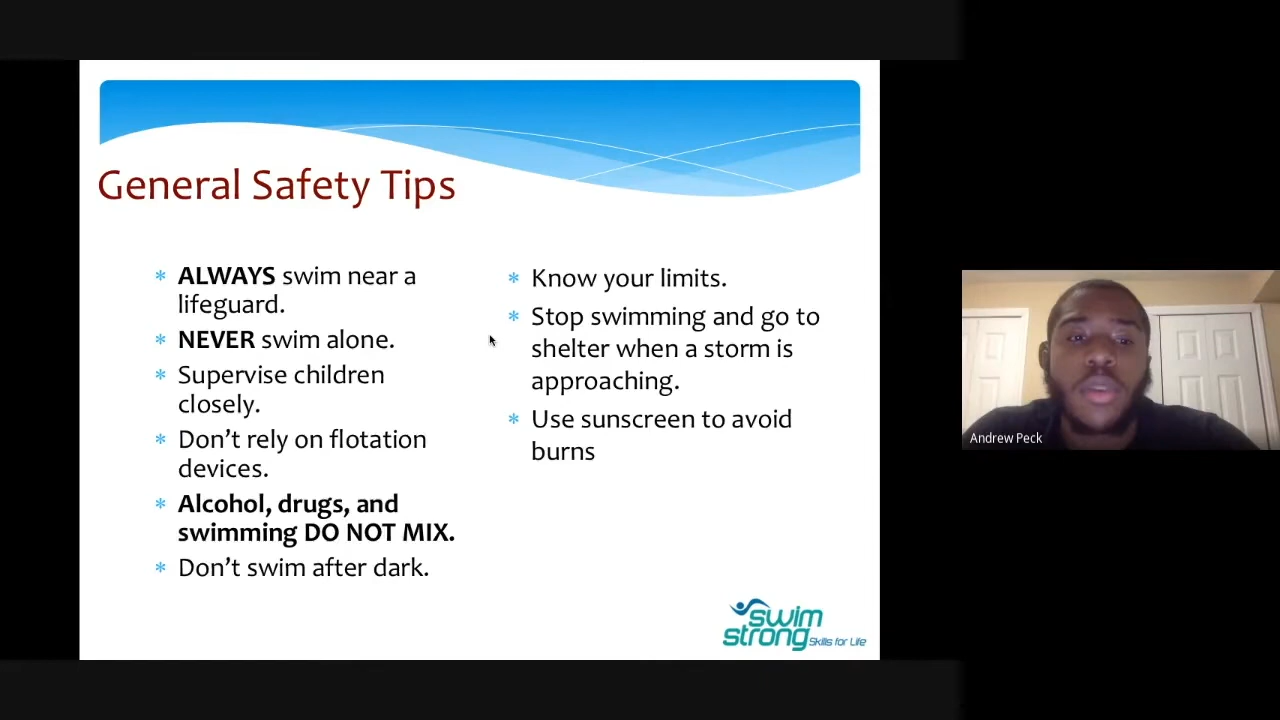 General Safety Tips
* ALWAYS swim near a
lifeguard.
* NEVER swim alone.
* Supervise children
closely.
* Don’t rely on flotation
devices.
* Alcohol, drugs, and
swimming DO NOT MIX.
* Don’t swim after dark.
* Know your limits.
* Stop swimming and go to
shelter when a storm is
approaching.
* Use sunscreen to avoid
burns
swim
strong Skills for Life
Andrew Peck